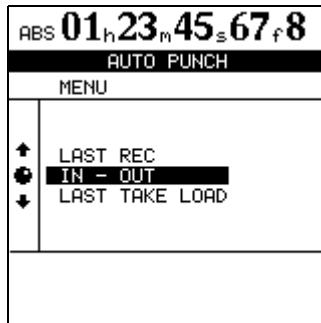 ABS 01h23m45s67f8
AUTO PUNCH
MENU
LAST REC
IN - OUT
LAST TAKE LOAD